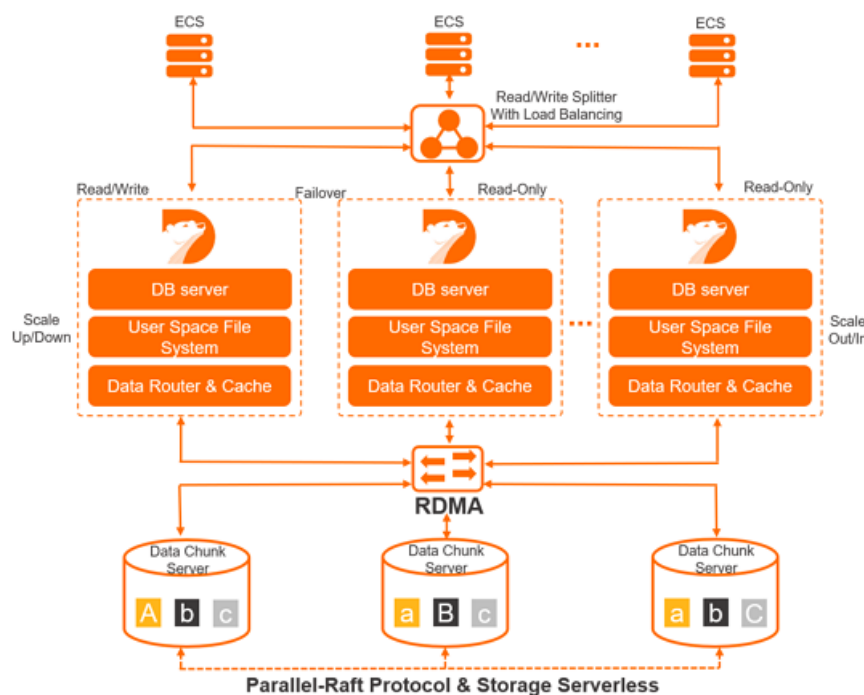 ECS
ECS
ECS
Read/Write Splitter
With Load Balancing
Read/Write
Failover
Read-Only
Read-Only
DB server
User Space File
System
Data Router & Cache
DB server
User Space File
System
Data Router & Cache
DB server
User Space File
System
Data Router & Cache
Scale
Up/Down
Scale
Out/In
RDMA
Data Chunk
Server
A b c
Data Chunk
Server
a B c
Data Chunk
Server
a b C
Parallel-Raft Protocol & Storage Serverless